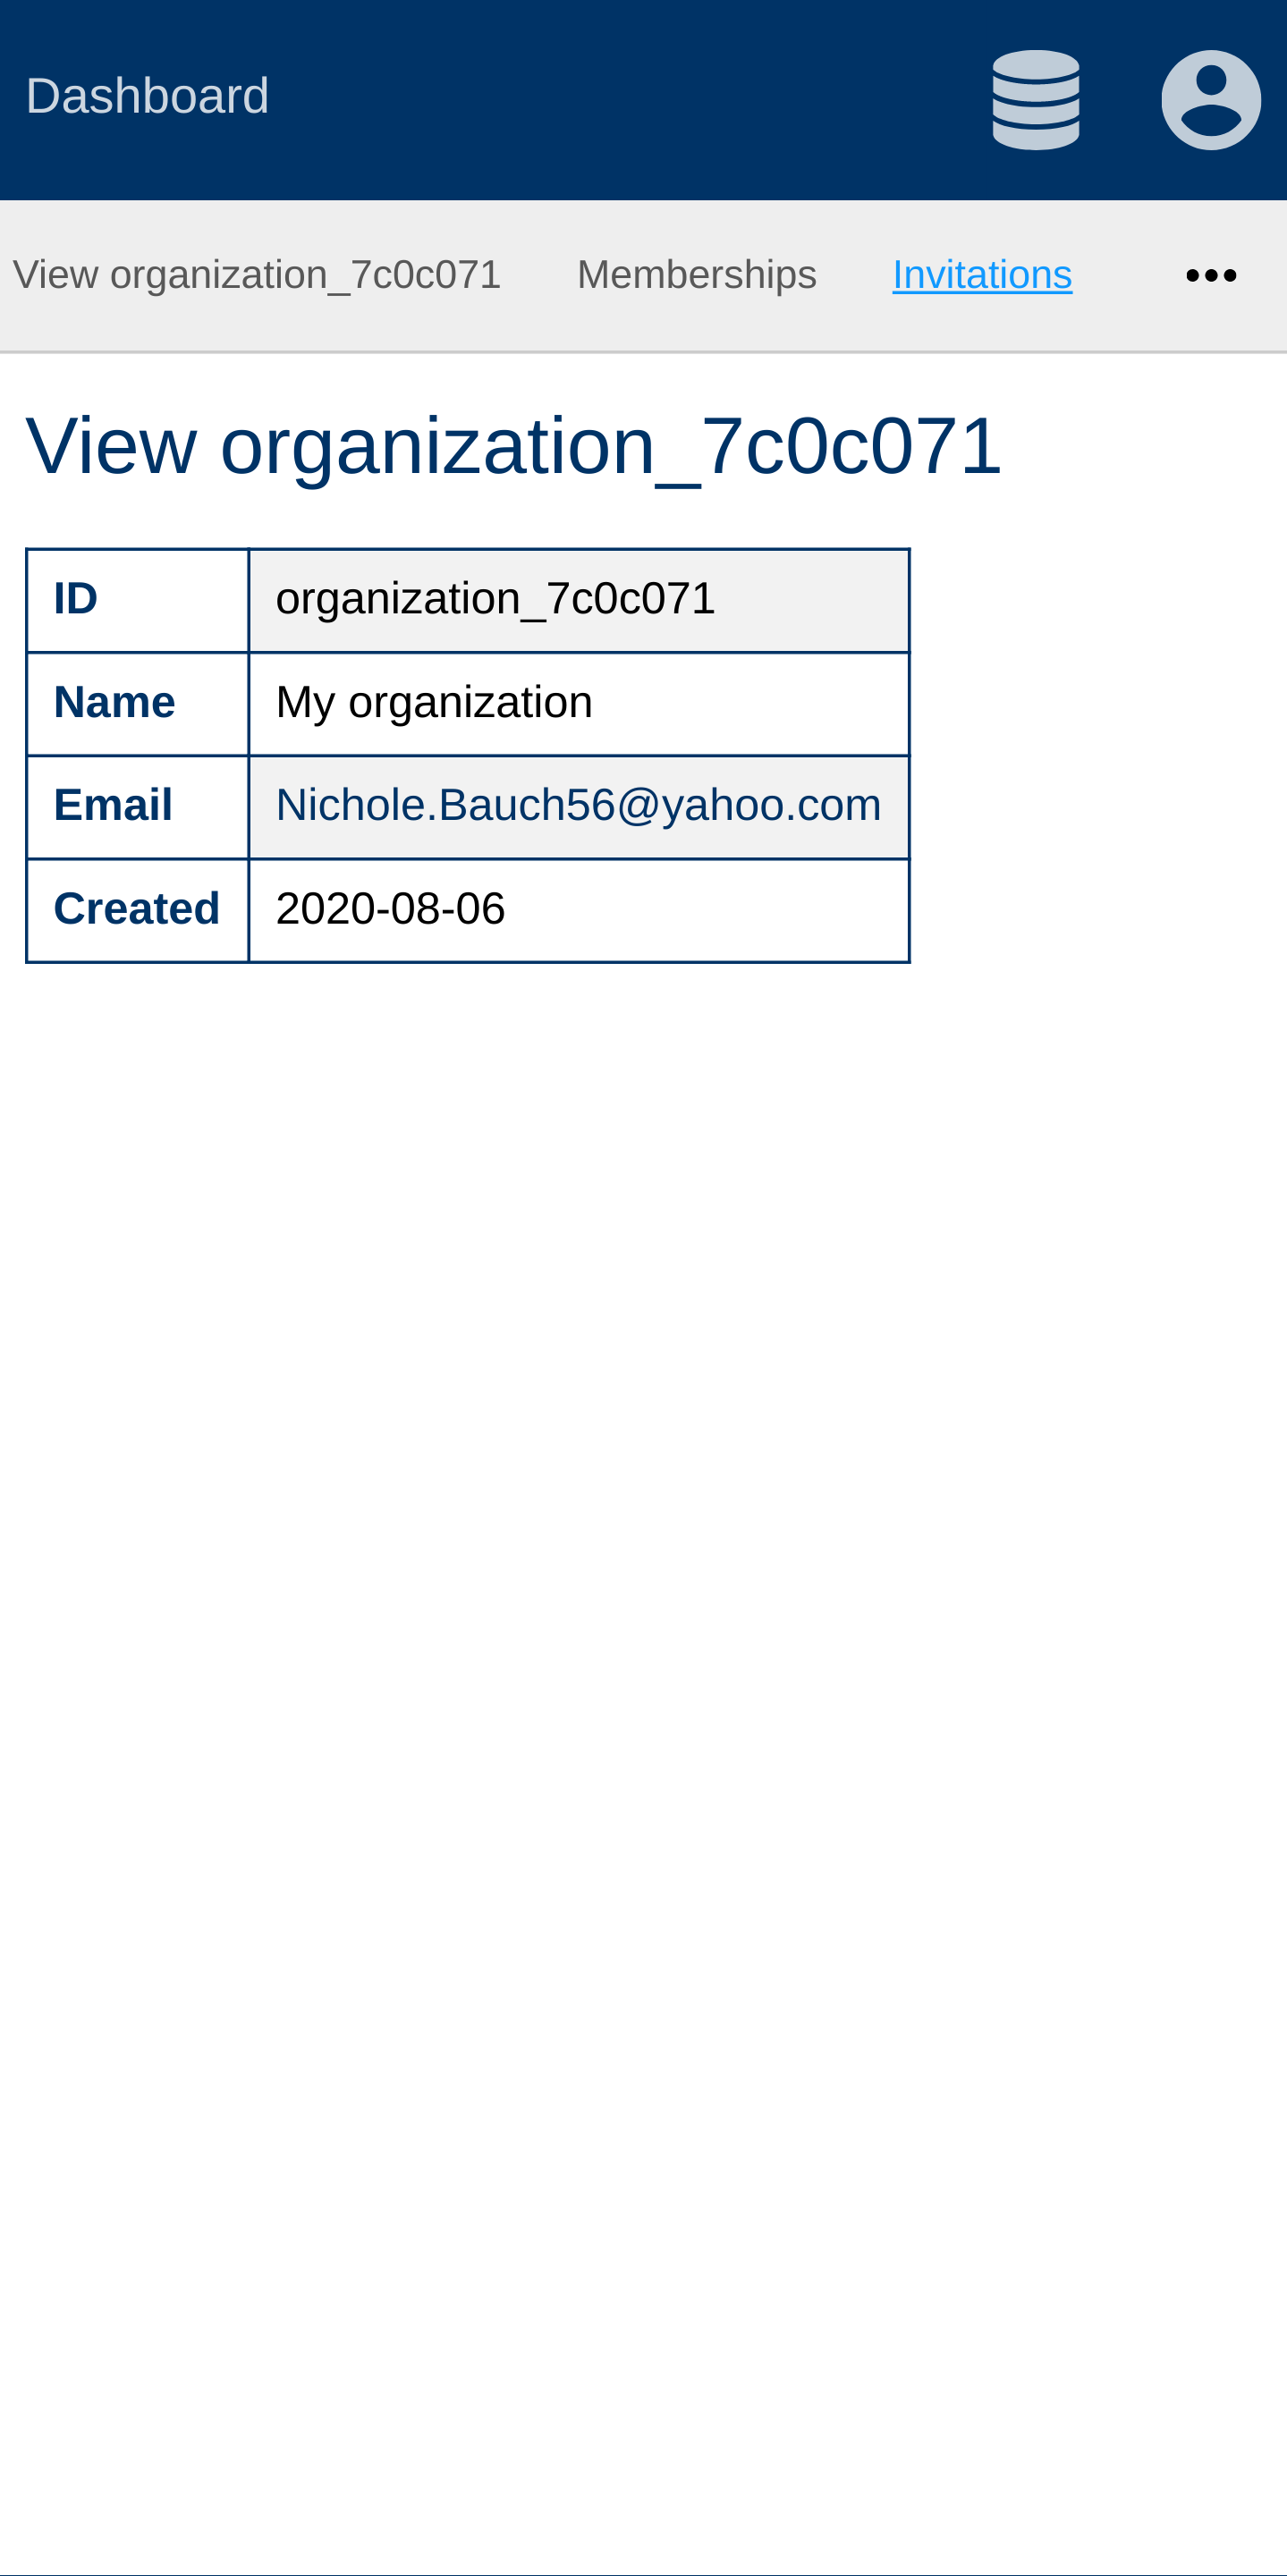 Dashboard
View organization_7c0c071 Memberships Invitations
View organization_7c0c071
ID organization_7c0c071
Name My organization
Email Nichole.Bauch56@yahoo.com
Created 2020-08-06